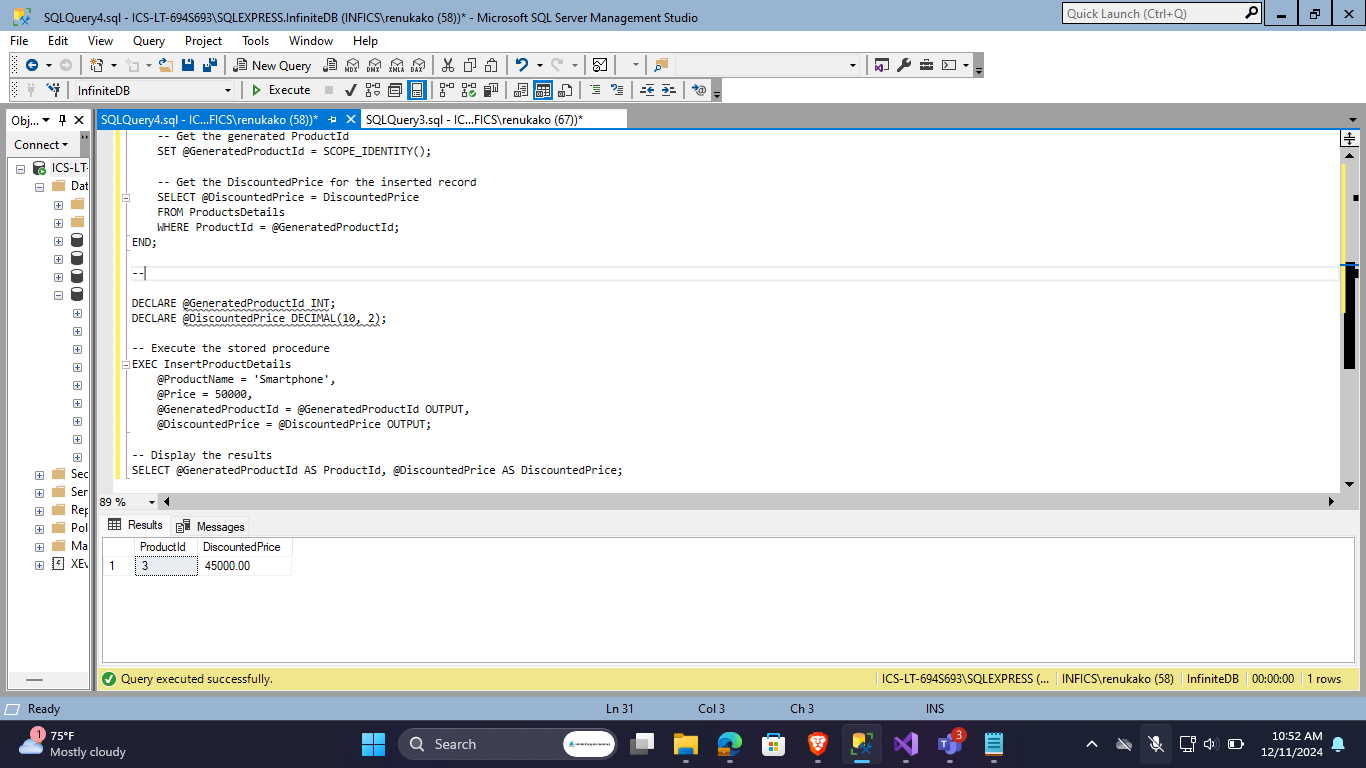 SQLQuery4.sql - ICS-LT-694S693\SQLEXPRESS.InfiniteDB (INFICS\renukako (58))* - Microsoft SQL Server Management Studio
Quick Launch (Ctrl+Q)
File Edit View Query Project Tools Window Help
New Query MDX DMX XMLA DAX
InfiniteDB Execute
Obj... SQLQuery4.sql - IC...FICS\renukako (58))* SQLQuery3.sql - IC...FICS\renukako (67))*
Connect
ICS-LT-
Dat
Sec
Ser
Rep
Pol
Ma
XEv
-- Get the generated ProductId
SET @GeneratedProductId = SCOPE_IDENTITY();
-- Get the DiscountedPrice for the inserted record
SELECT @DiscountedPrice = DiscountedPrice
FROM ProductsDetails
WHERE ProductId = @GeneratedProductId;
END;
--
DECLARE @GeneratedProductId INT;
DECLARE @DiscountedPrice DECIMAL(10, 2);
-- Execute the stored procedure
EXEC InsertProductDetails
@ProductName = 'Smartphone',
@Price = 50000,
@GeneratedProductId = @GeneratedProductId OUTPUT,
@DiscountedPrice = @DiscountedPrice OUTPUT;
-- Display the results
SELECT @GeneratedProductId AS ProductId, @DiscountedPrice AS DiscountedPrice;
89 %
Results Messages
ProductId DiscountedPrice
1 3 45000.00
Query executed successfully. ICS-LT-694S693\SQLEXPRESS (... INFICS\renukako (58) InfiniteDB 00:00:00 1 rows
Ready Ln 31 Col 3 Ch 3 INS
1 75°F
Mostly cloudy
Search
3
10:52 AM
12/11/2024